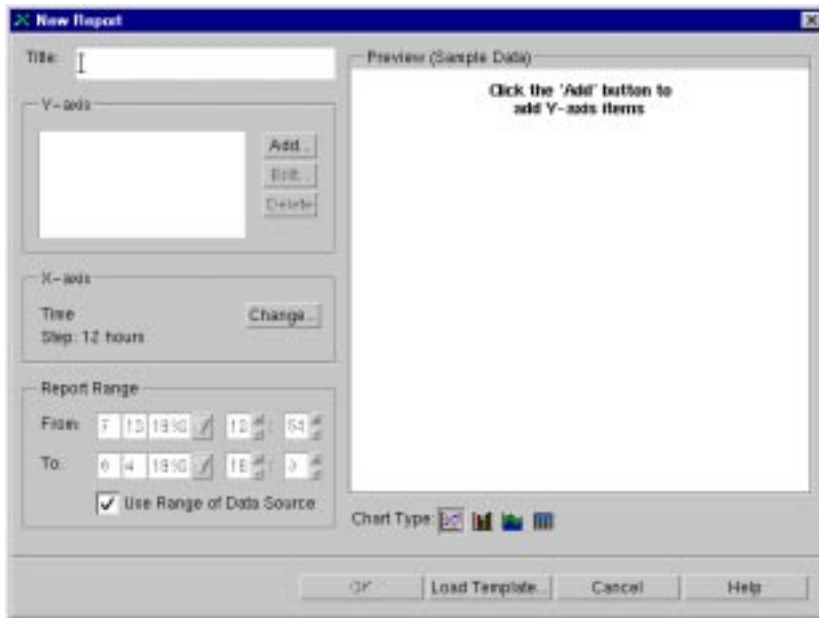 New Report
Title:
Y-axis
Add...
Edit...
Delete
X-axis
Time
Step: 12 hours
Change...
Report Range
From:
To:
Use Range of Data Source
Preview (Sample Data)
Click the 'Add' button to
add Y-axis items
Chart Type:
OK
Load Template...
Cancel
Help